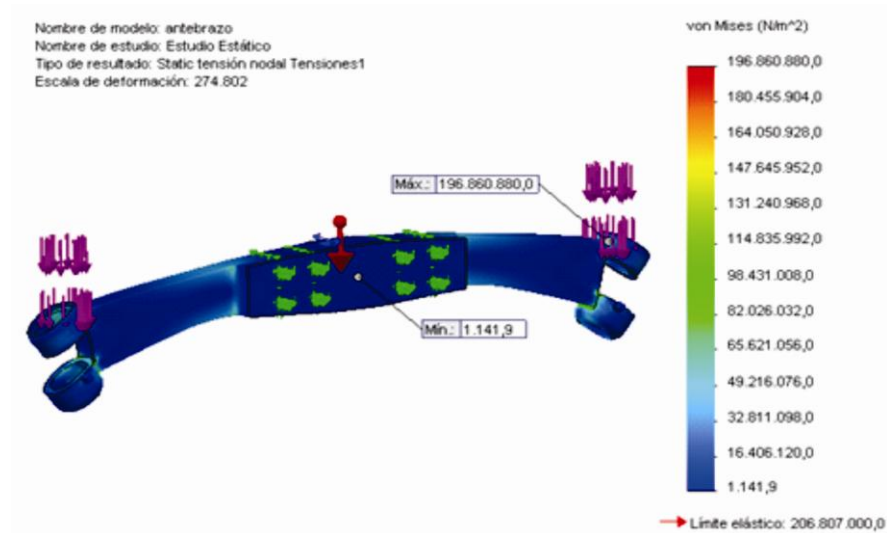 Nombre de modelo: antebrazo
Nombre de estudio: Estudio Estático
Tipo de resultado: Static tensión nodal Tensiones1
Escala de deformación: 274.802
von Mises (N/m^2)
196.860.880,0
180.455.904,0
164.050.928,0
147.645.952,0
131.240.968,0
114.835.992,0
98.431.008,0
82.026.032,0
65.621.056,0
49.216.076,0
32.811.098,0
16.406.120,0
1.141,9
Límite elástico: 206.807.000,0
Máx.: 196.860.880,0
Mín.: 1.141,9